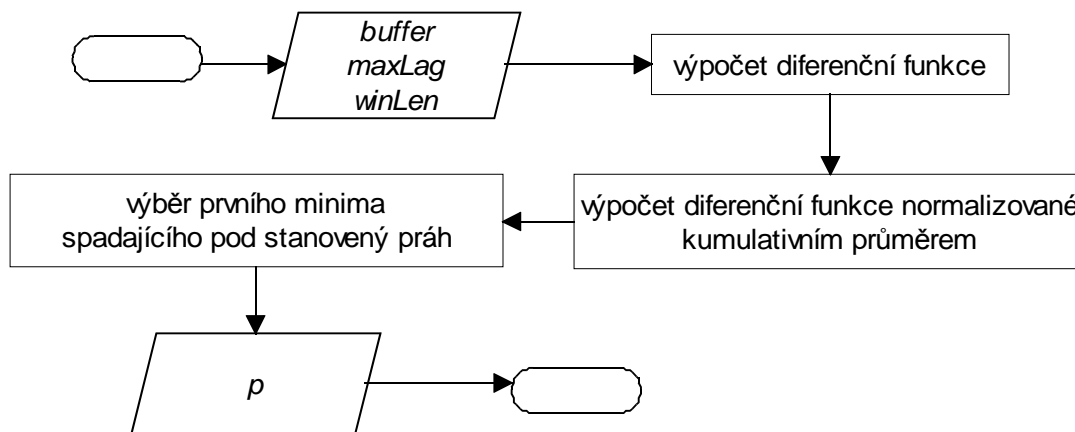 buffer
maxLag
winLen
výpočet diferenční funkce
výpočet diferenční funkce normalizované
kumulativním průměrem
výběr prvního minima
spadajícího pod stanovený práh
p